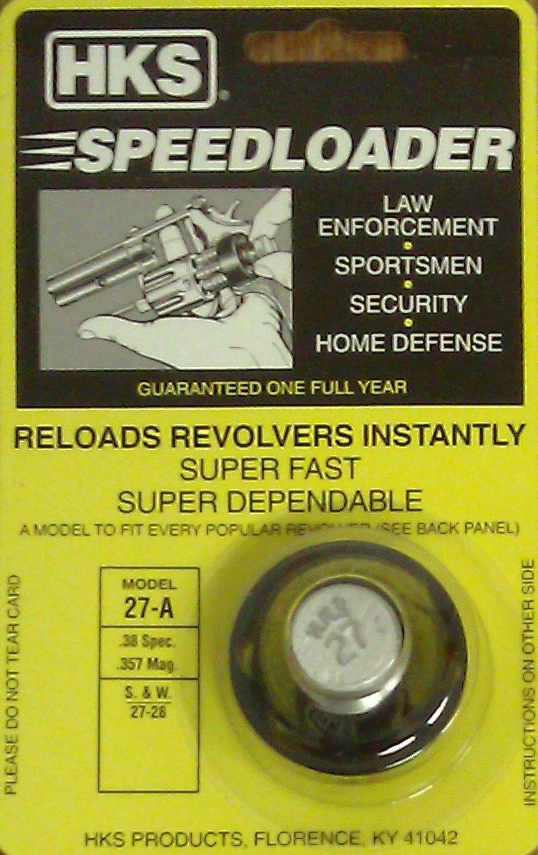 HKS®
SPEEDLOADER
LAW
ENFORCEMENT
•
SPORTSMEN
•
SECURITY
•
HOME DEFENSE
GUARANTEED ONE FULL YEAR
RELOADS REVOLVERS INSTANTLY
SUPER FAST
SUPER DEPENDABLE
A MODEL TO FIT EVERY POPULAR REVOLVER (SEE BACK PANEL)
PLEASE DO NOT TEAR CARD
MODEL
27-A
.38 Spec.
.357 Mag.
S. & W.
27-28
HKS
27
INSTRUCTIONS ON OTHER SIDE
HKS PRODUCTS, FLORENCE, KY 41042